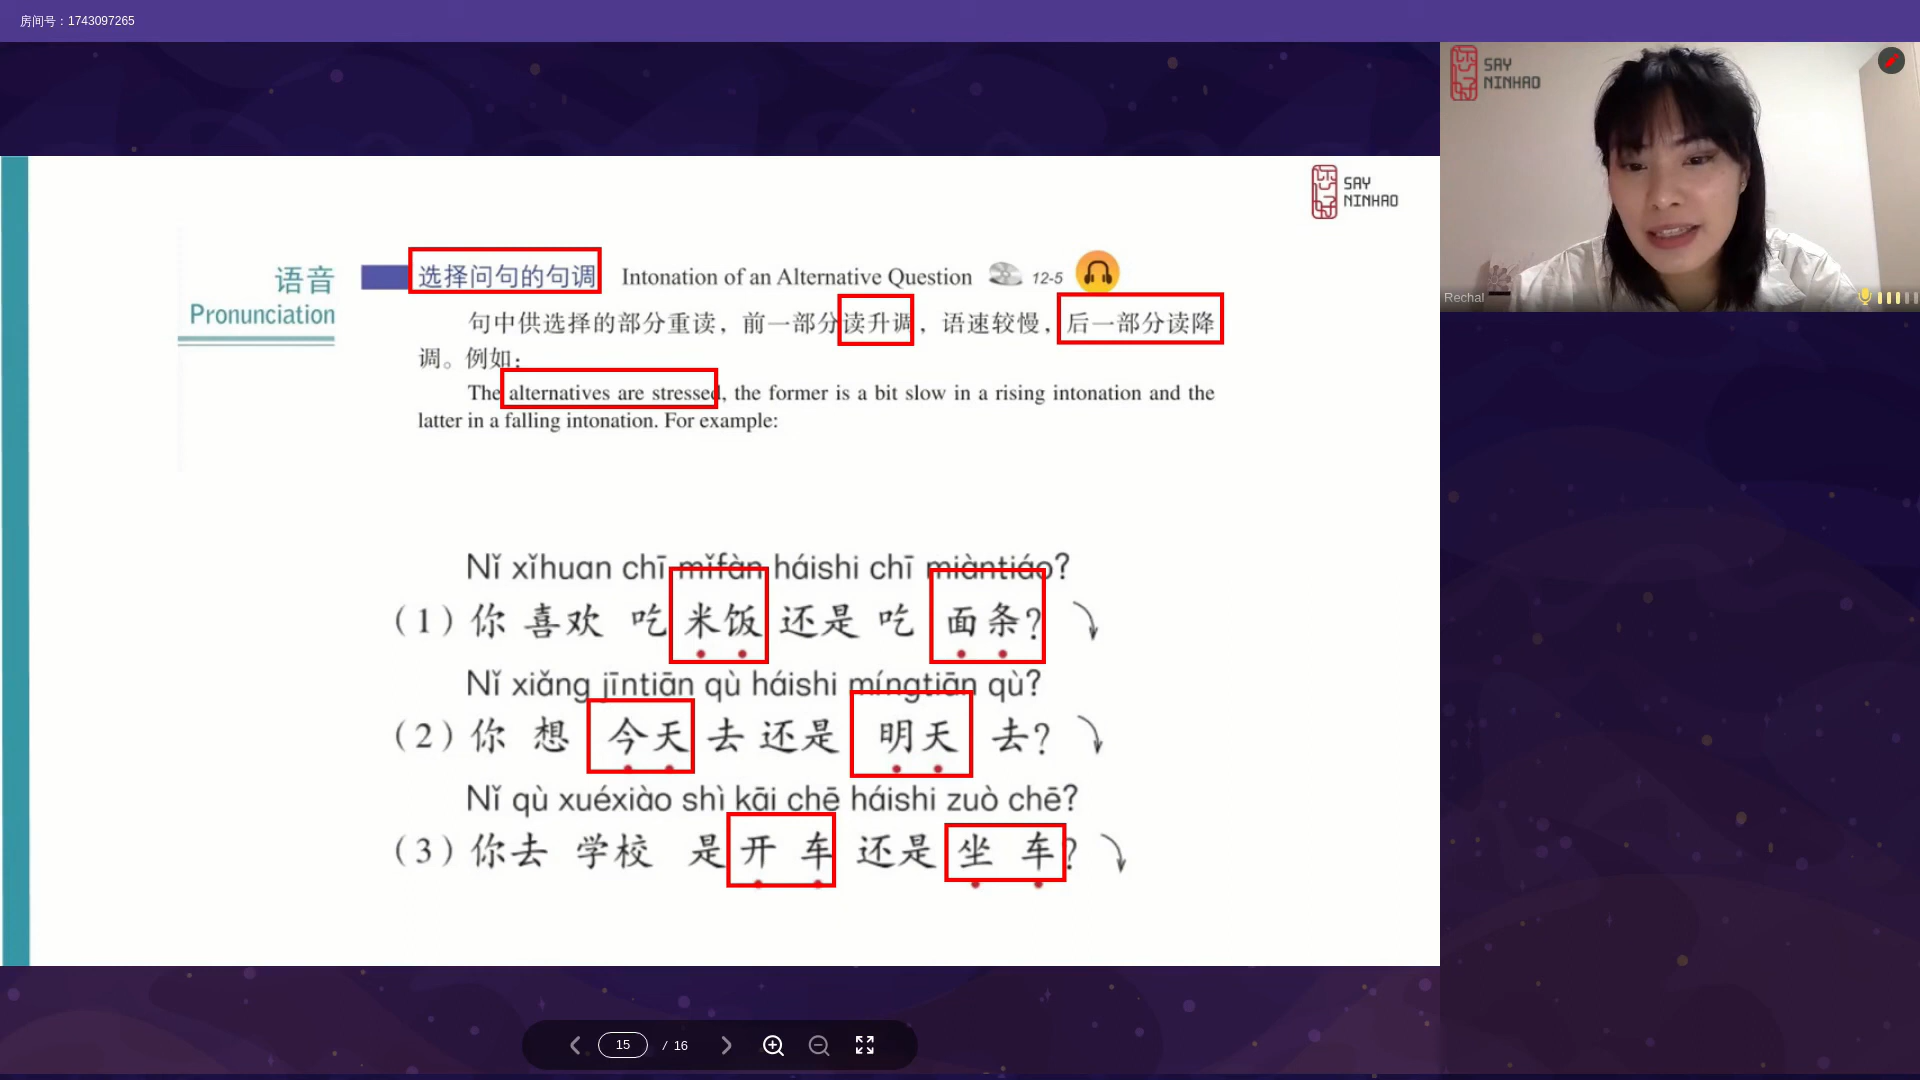 房间号：1743097265
SAY
NINHAO
Rechal
SAY
NINHAO
语音
Pronunciation
选择问句的句调 Intonation of an Alternative Question 12-5
句中供选择的部分重读，前一部分读升调，语速较慢，后一部分读降
调。例如：
The alternatives are stressed, the former is a bit slow in a rising intonation and the
latter in a falling intonation. For example:
Nǐ xǐhuan chī mǐfàn háishi chī miàntiáo?
（1）你 喜欢 吃 米饭 还是 吃 面条？
Nǐ xiǎng jīntiān qù háishi míngtiān qù?
（2）你 想 今天 去 还是 明天 去？
Nǐ qù xuéxiào shì kāi chē háishi zuò chē?
（3）你去 学校 是 开 车 还是 坐 车？
15 / 16